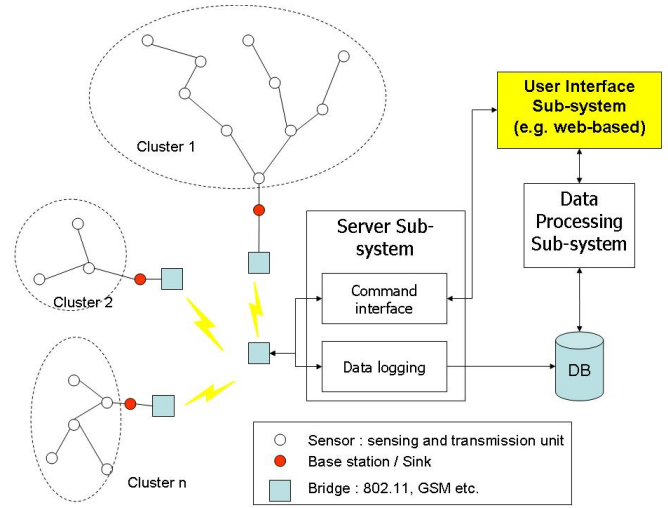 Cluster 1
User Interface
Sub-system
(e.g. web-based)
Server Sub-
system
Data
Processing
Sub-system
Cluster 2
Command
interface
Data logging
DB
Cluster n
Sensor : sensing and transmission unit
Base station / Sink
Bridge : 802.11, GSM etc.